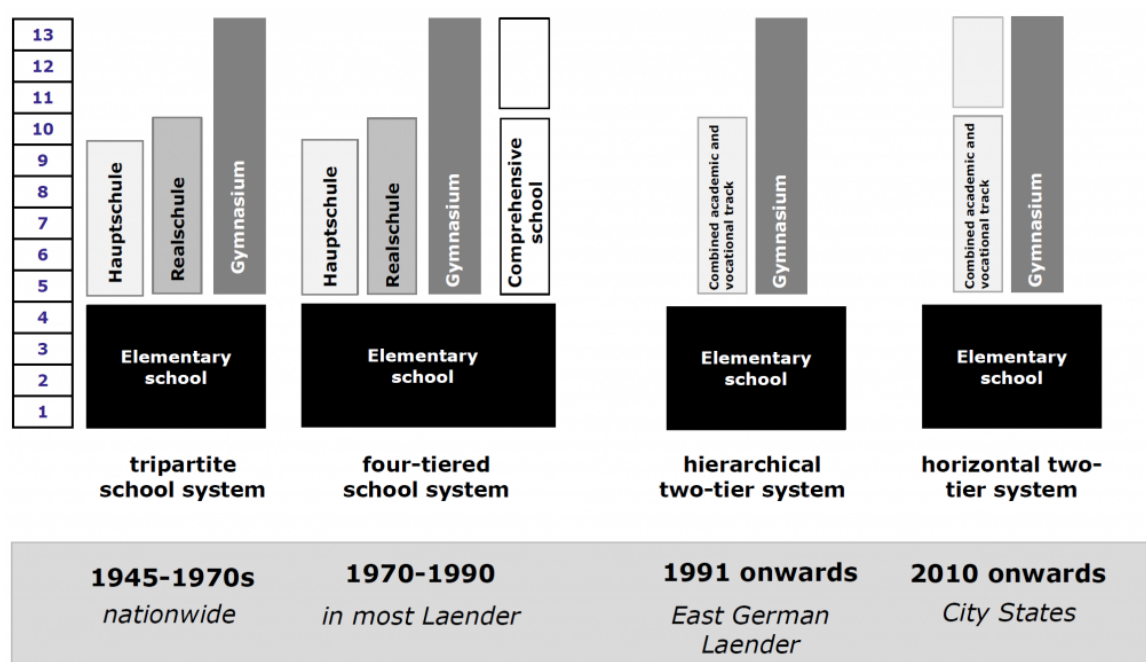 13
12
11
10
9
8
7
6
5
4
3
2
1
Hauptschule
Realschule
Gymnasium
Elementary
school
tripartite
school system
Hauptschule
Realschule
Gymnasium
Comprehensive
school
Elementary
school
four-tiered
school system
Combined academic and
vocational track
Gymnasium
Elementary
school
hierarchical
two-tier system
Combined academic and
vocational track
Gymnasium
Elementary
school
horizontal two-
tier system
1945-1970s
nationwide
1970-1990
in most Laender
1991 onwards
East German
Laender
2010 onwards
City States